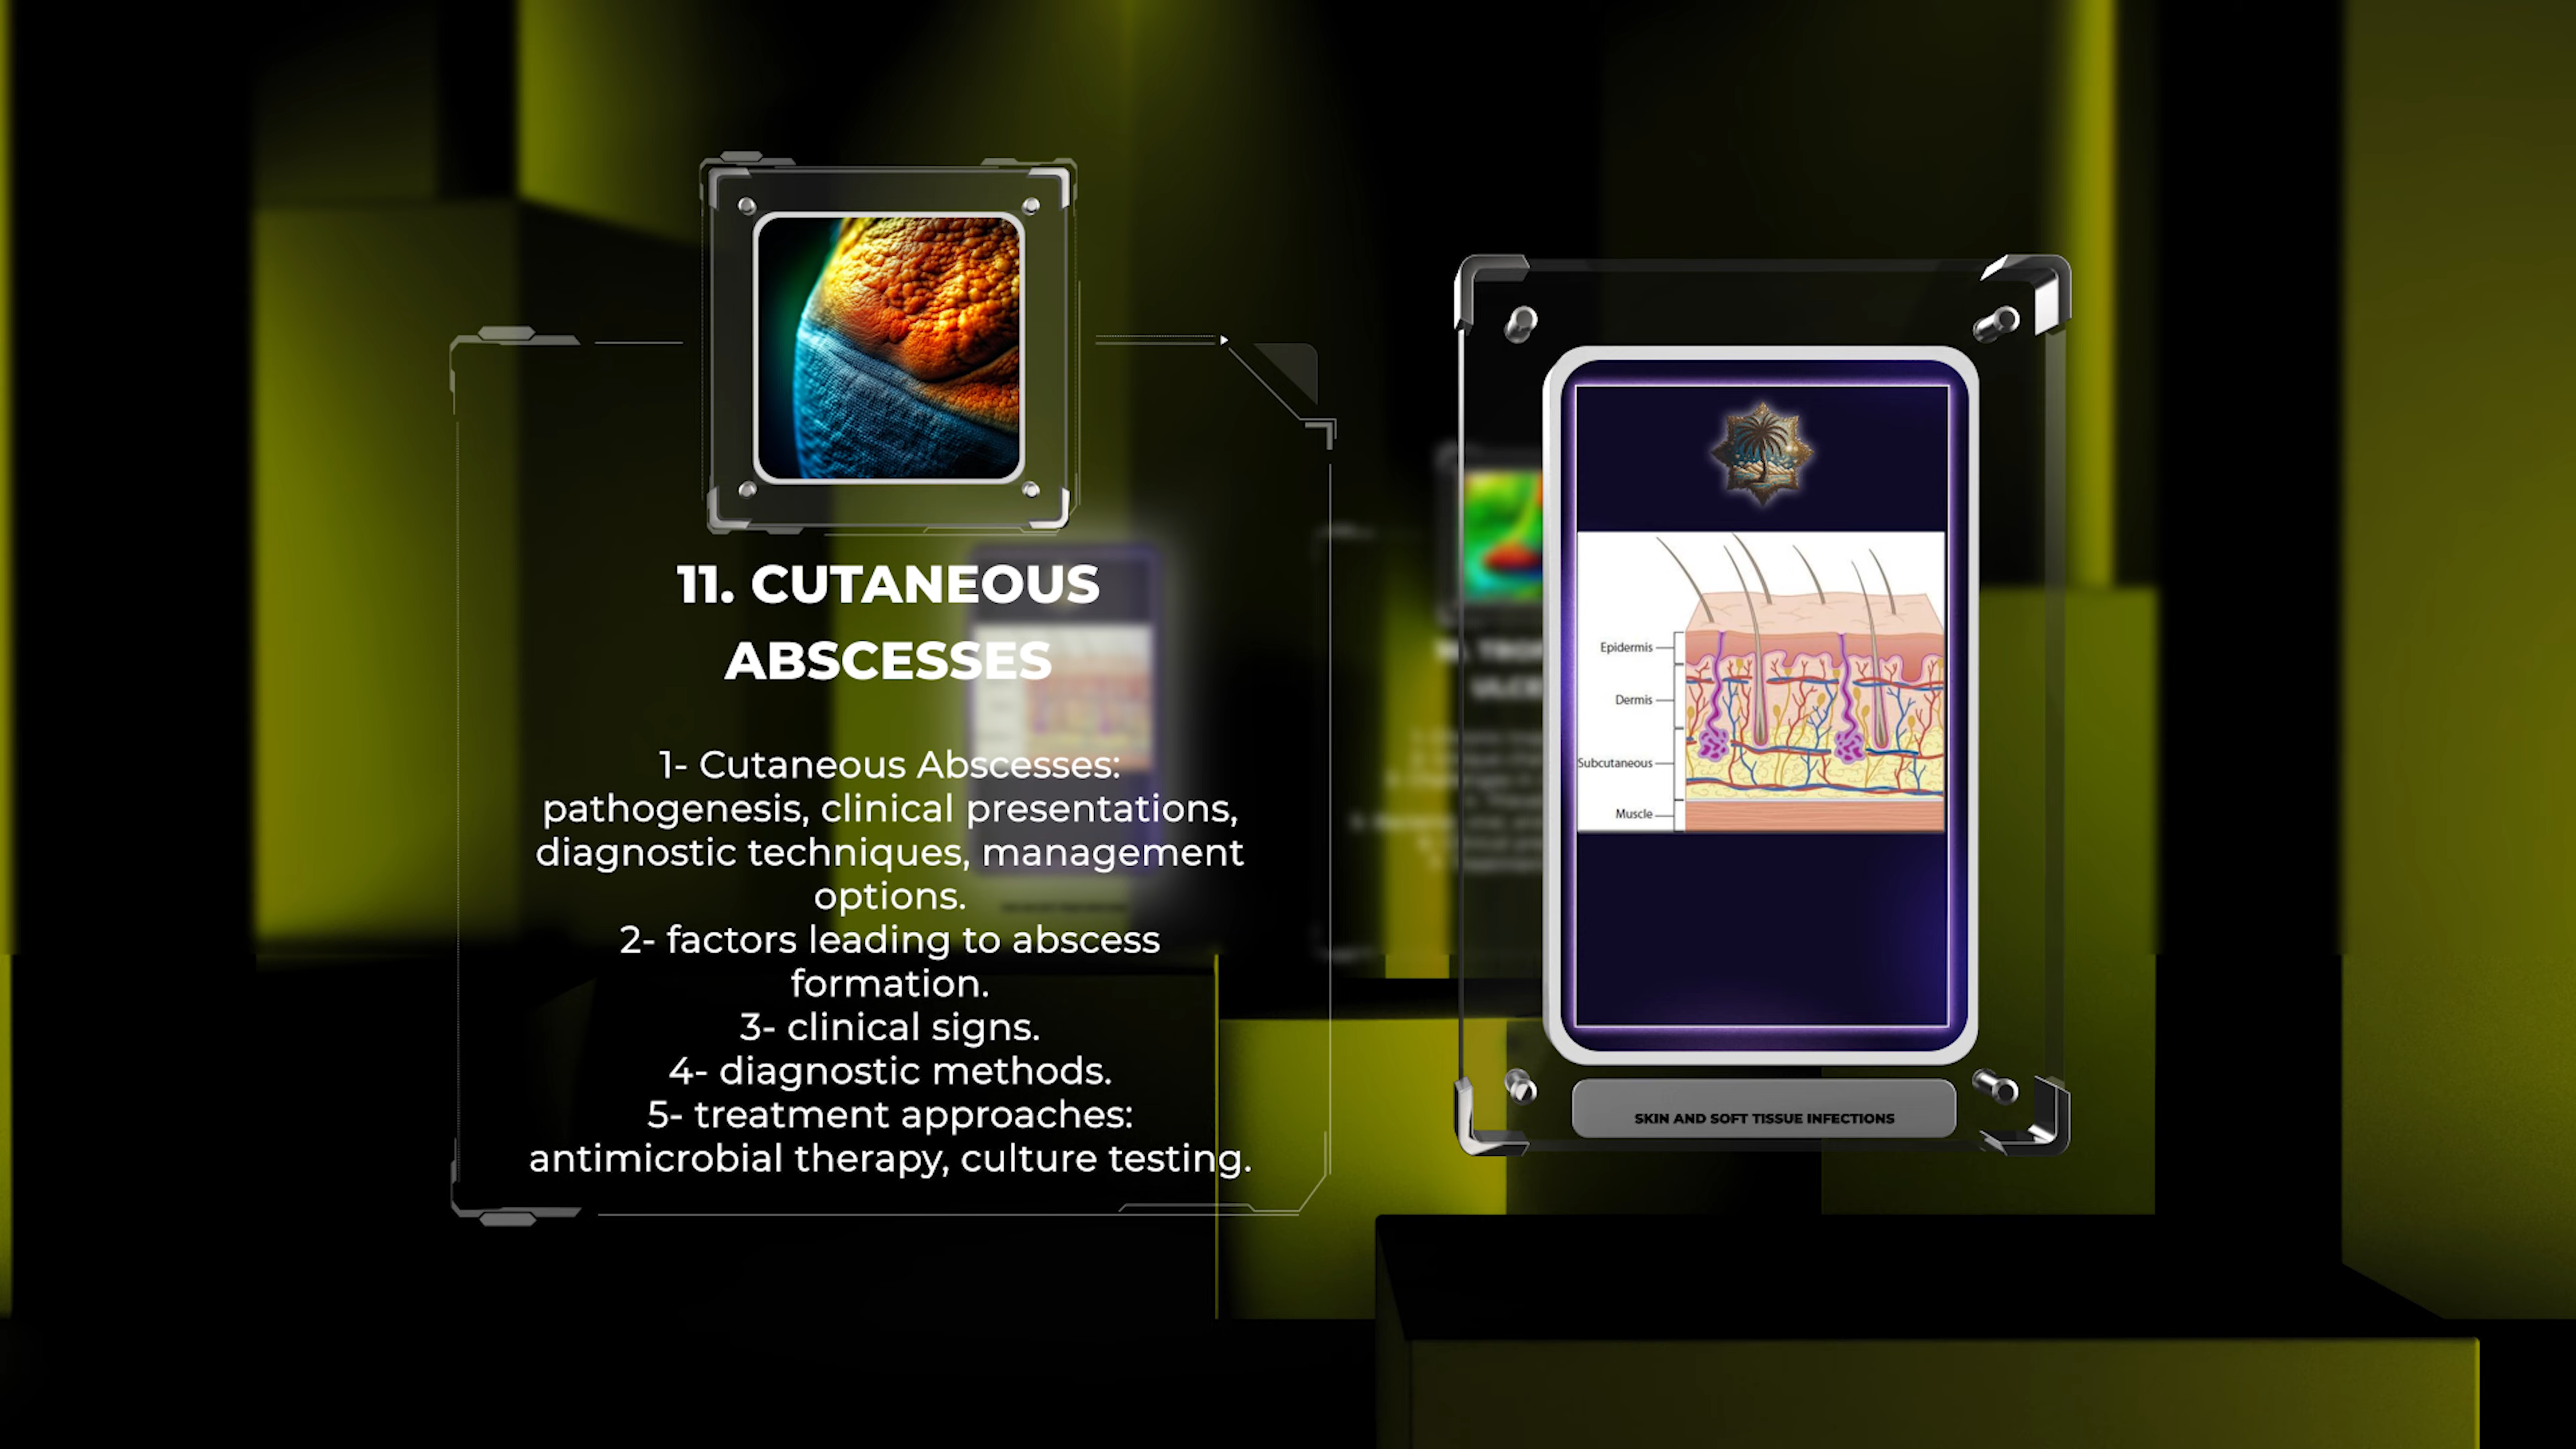 11. CUTANEOUS
ABSCESSES
1- Cutaneous Abscesses:
pathogenesis, clinical presentations,
diagnostic techniques, management
options.
2- factors leading to abscess
formation.
3- clinical signs.
4- diagnostic methods.
5- treatment approaches:
antimicrobial therapy, culture testing.
Epidermis
Dermis
Subcutaneous
Muscle
SKIN AND SOFT TISSUE INFECTIONS